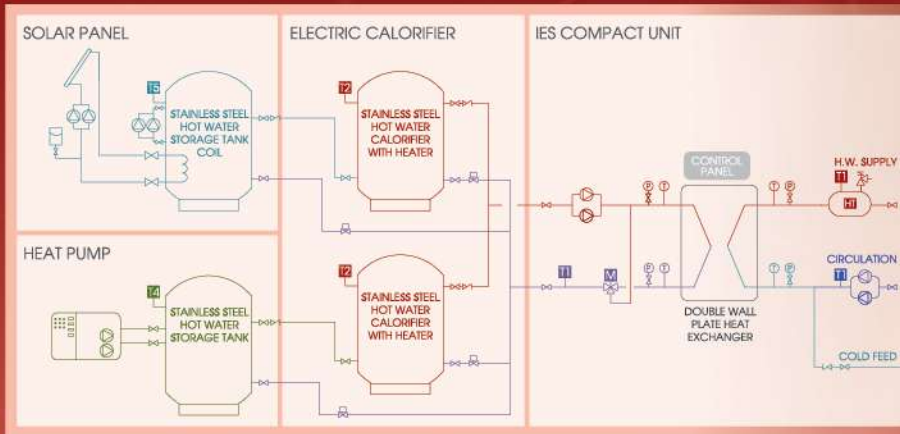 SOLAR PANEL
T5
STAINLESS STEEL
HOT WATER
STORAGE TANK
COIL
HEAT PUMP
T4
STAINLESS STEEL
HOT WATER
STORAGE TANK
ELECTRIC CALORIFIER
T2
STAINLESS STEEL
HOT WATER
CALORIFIER
WITH HEATER
T2
STAINLESS STEEL
HOT WATER
CALORIFIER
WITH HEATER
IES COMPACT UNIT
CONTROL
PANEL
H.W. SUPPLY
T1
P T
T P
HT
CIRCULATION
T1
M
P T
T P
T1
DOUBLE WALL
PLATE HEAT
EXCHANGER
COLD FEED